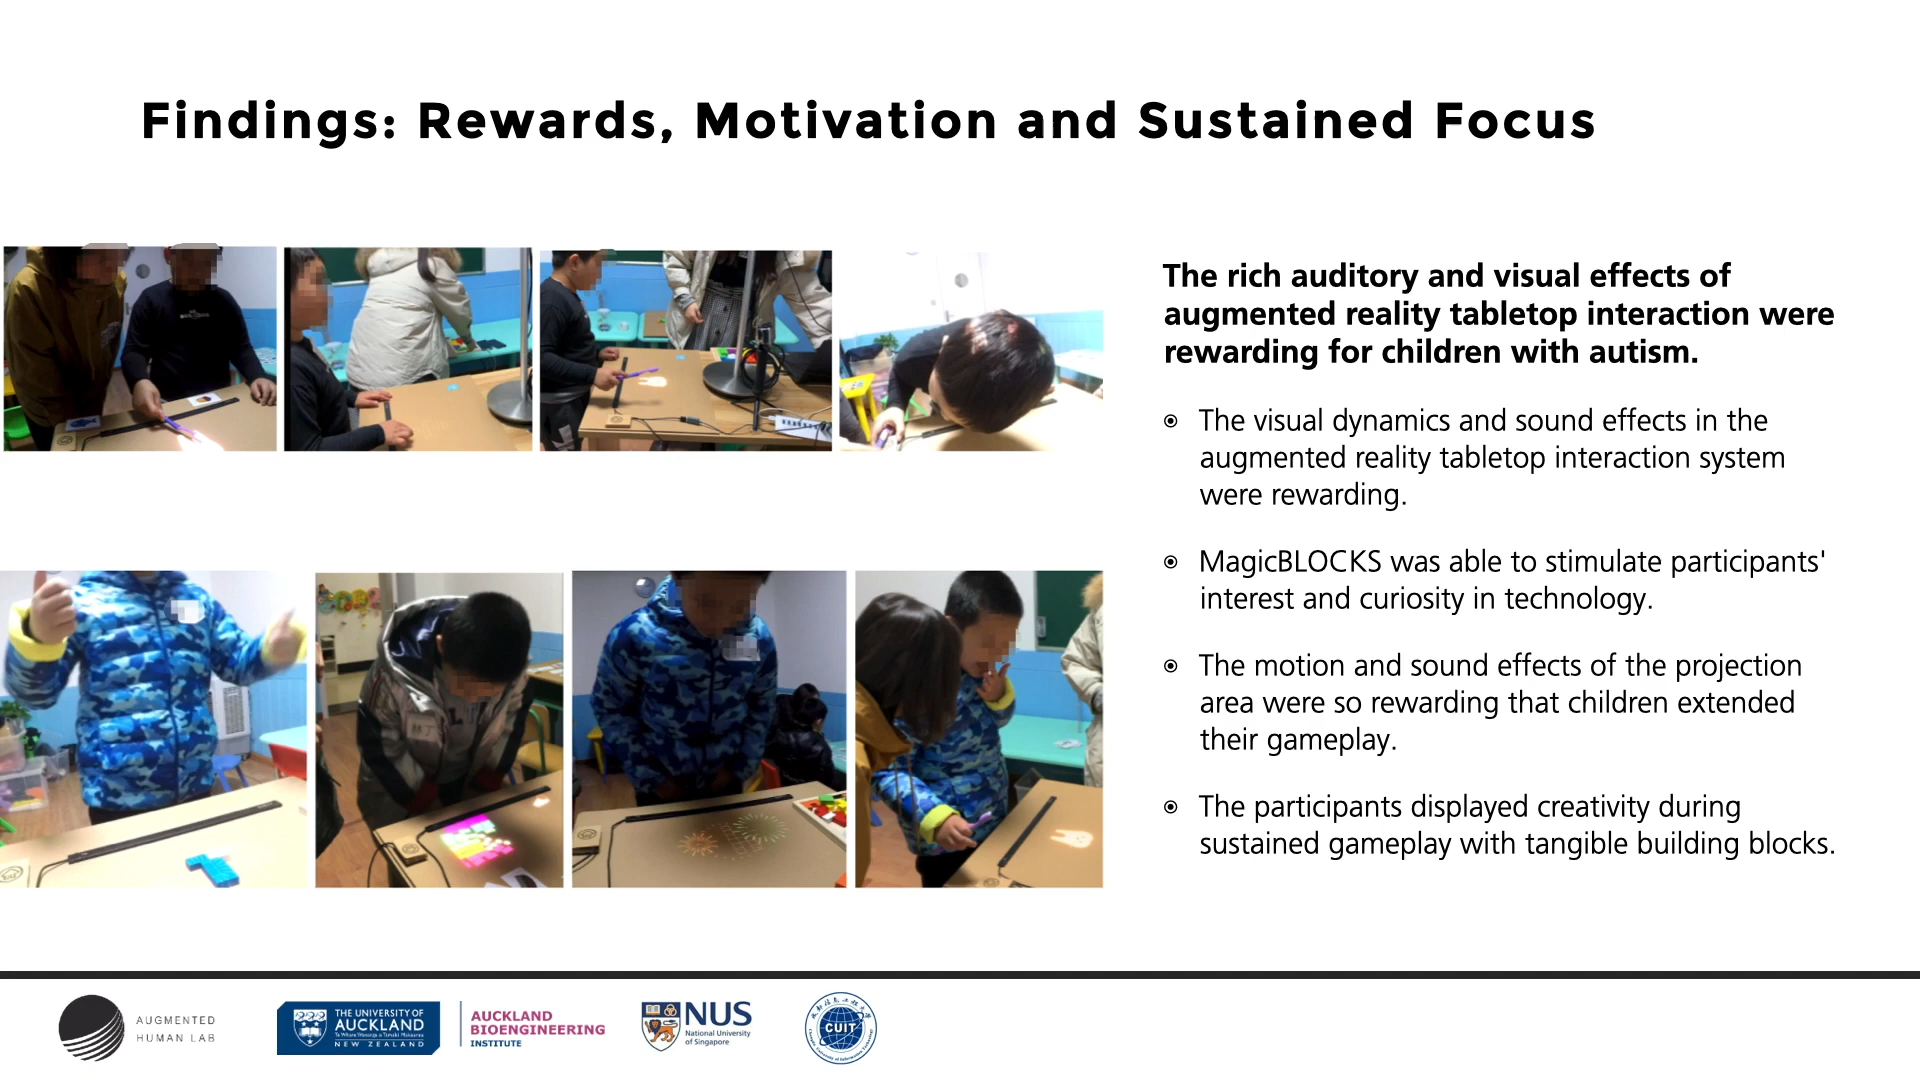 Findings: Rewards, Motivation and Sustained Focus
The rich auditory and visual effects of
augmented reality tabletop interaction were
rewarding for children with autism.
The visual dynamics and sound effects in the
augmented reality tabletop interaction system
were rewarding.
MagicBLOCKS was able to stimulate participants'
interest and curiosity in technology.
The motion and sound effects of the projection
area were so rewarding that children extended
their gameplay.
The participants displayed creativity during
sustained gameplay with tangible building blocks.
AUGMENTED
HUMAN LAB
THE UNIVERSITY OF
AUCKLAND
Te Whare Wānanga o Tāmaki Makaurau
NEW ZEALAND
AUCKLAND
BIOENGINEERING
INSTITUTE
NUS
National University
of Singapore
CUIT